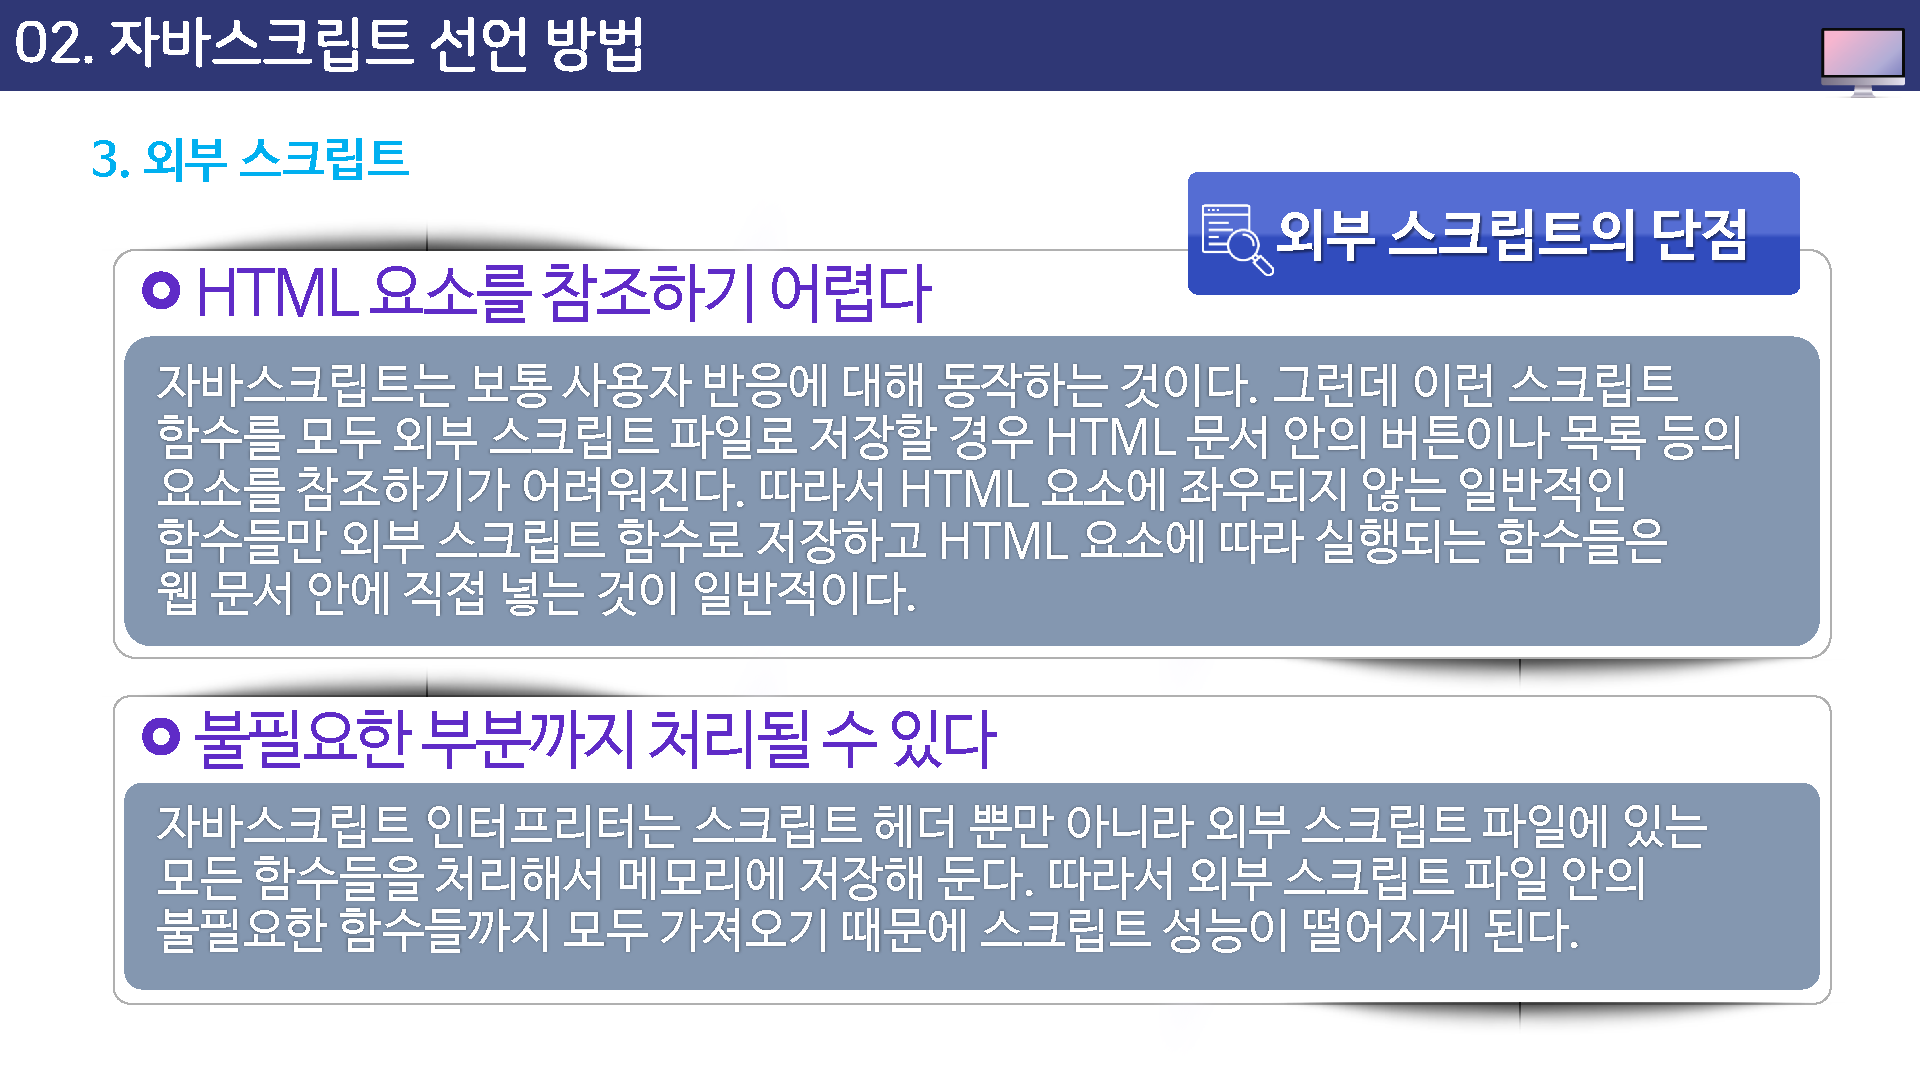 02. 자바스크립트 선언 방법
3. 외부 스크립트
외부 스크립트의 단점
HTML 요소를 참조하기 어렵다
자바스크립트는 보통 사용자 반응에 대해 동작하는 것이다. 그런데 이런 스크립트
함수를 모두 외부 스크립트 파일로 저장할 경우 HTML 문서 안의 버튼이나 목록 등의
요소를 참조하기가 어려워진다. 따라서 HTML 요소에 좌우되지 않는 일반적인
함수들만 외부 스크립트 함수로 저장하고 HTML 요소에 따라 실행되는 함수들은
웹 문서 안에 직접 넣는 것이 일반적이다.
불필요한 부분까지 처리될 수 있다
자바스크립트 인터프리터는 스크립트 헤더 뿐만 아니라 외부 스크립트 파일에 있는
모든 함수들을 처리해서 메모리에 저장해 둔다. 따라서 외부 스크립트 파일 안의
불필요한 함수들까지 모두 가져오기 때문에 스크립트 성능이 떨어지게 된다.